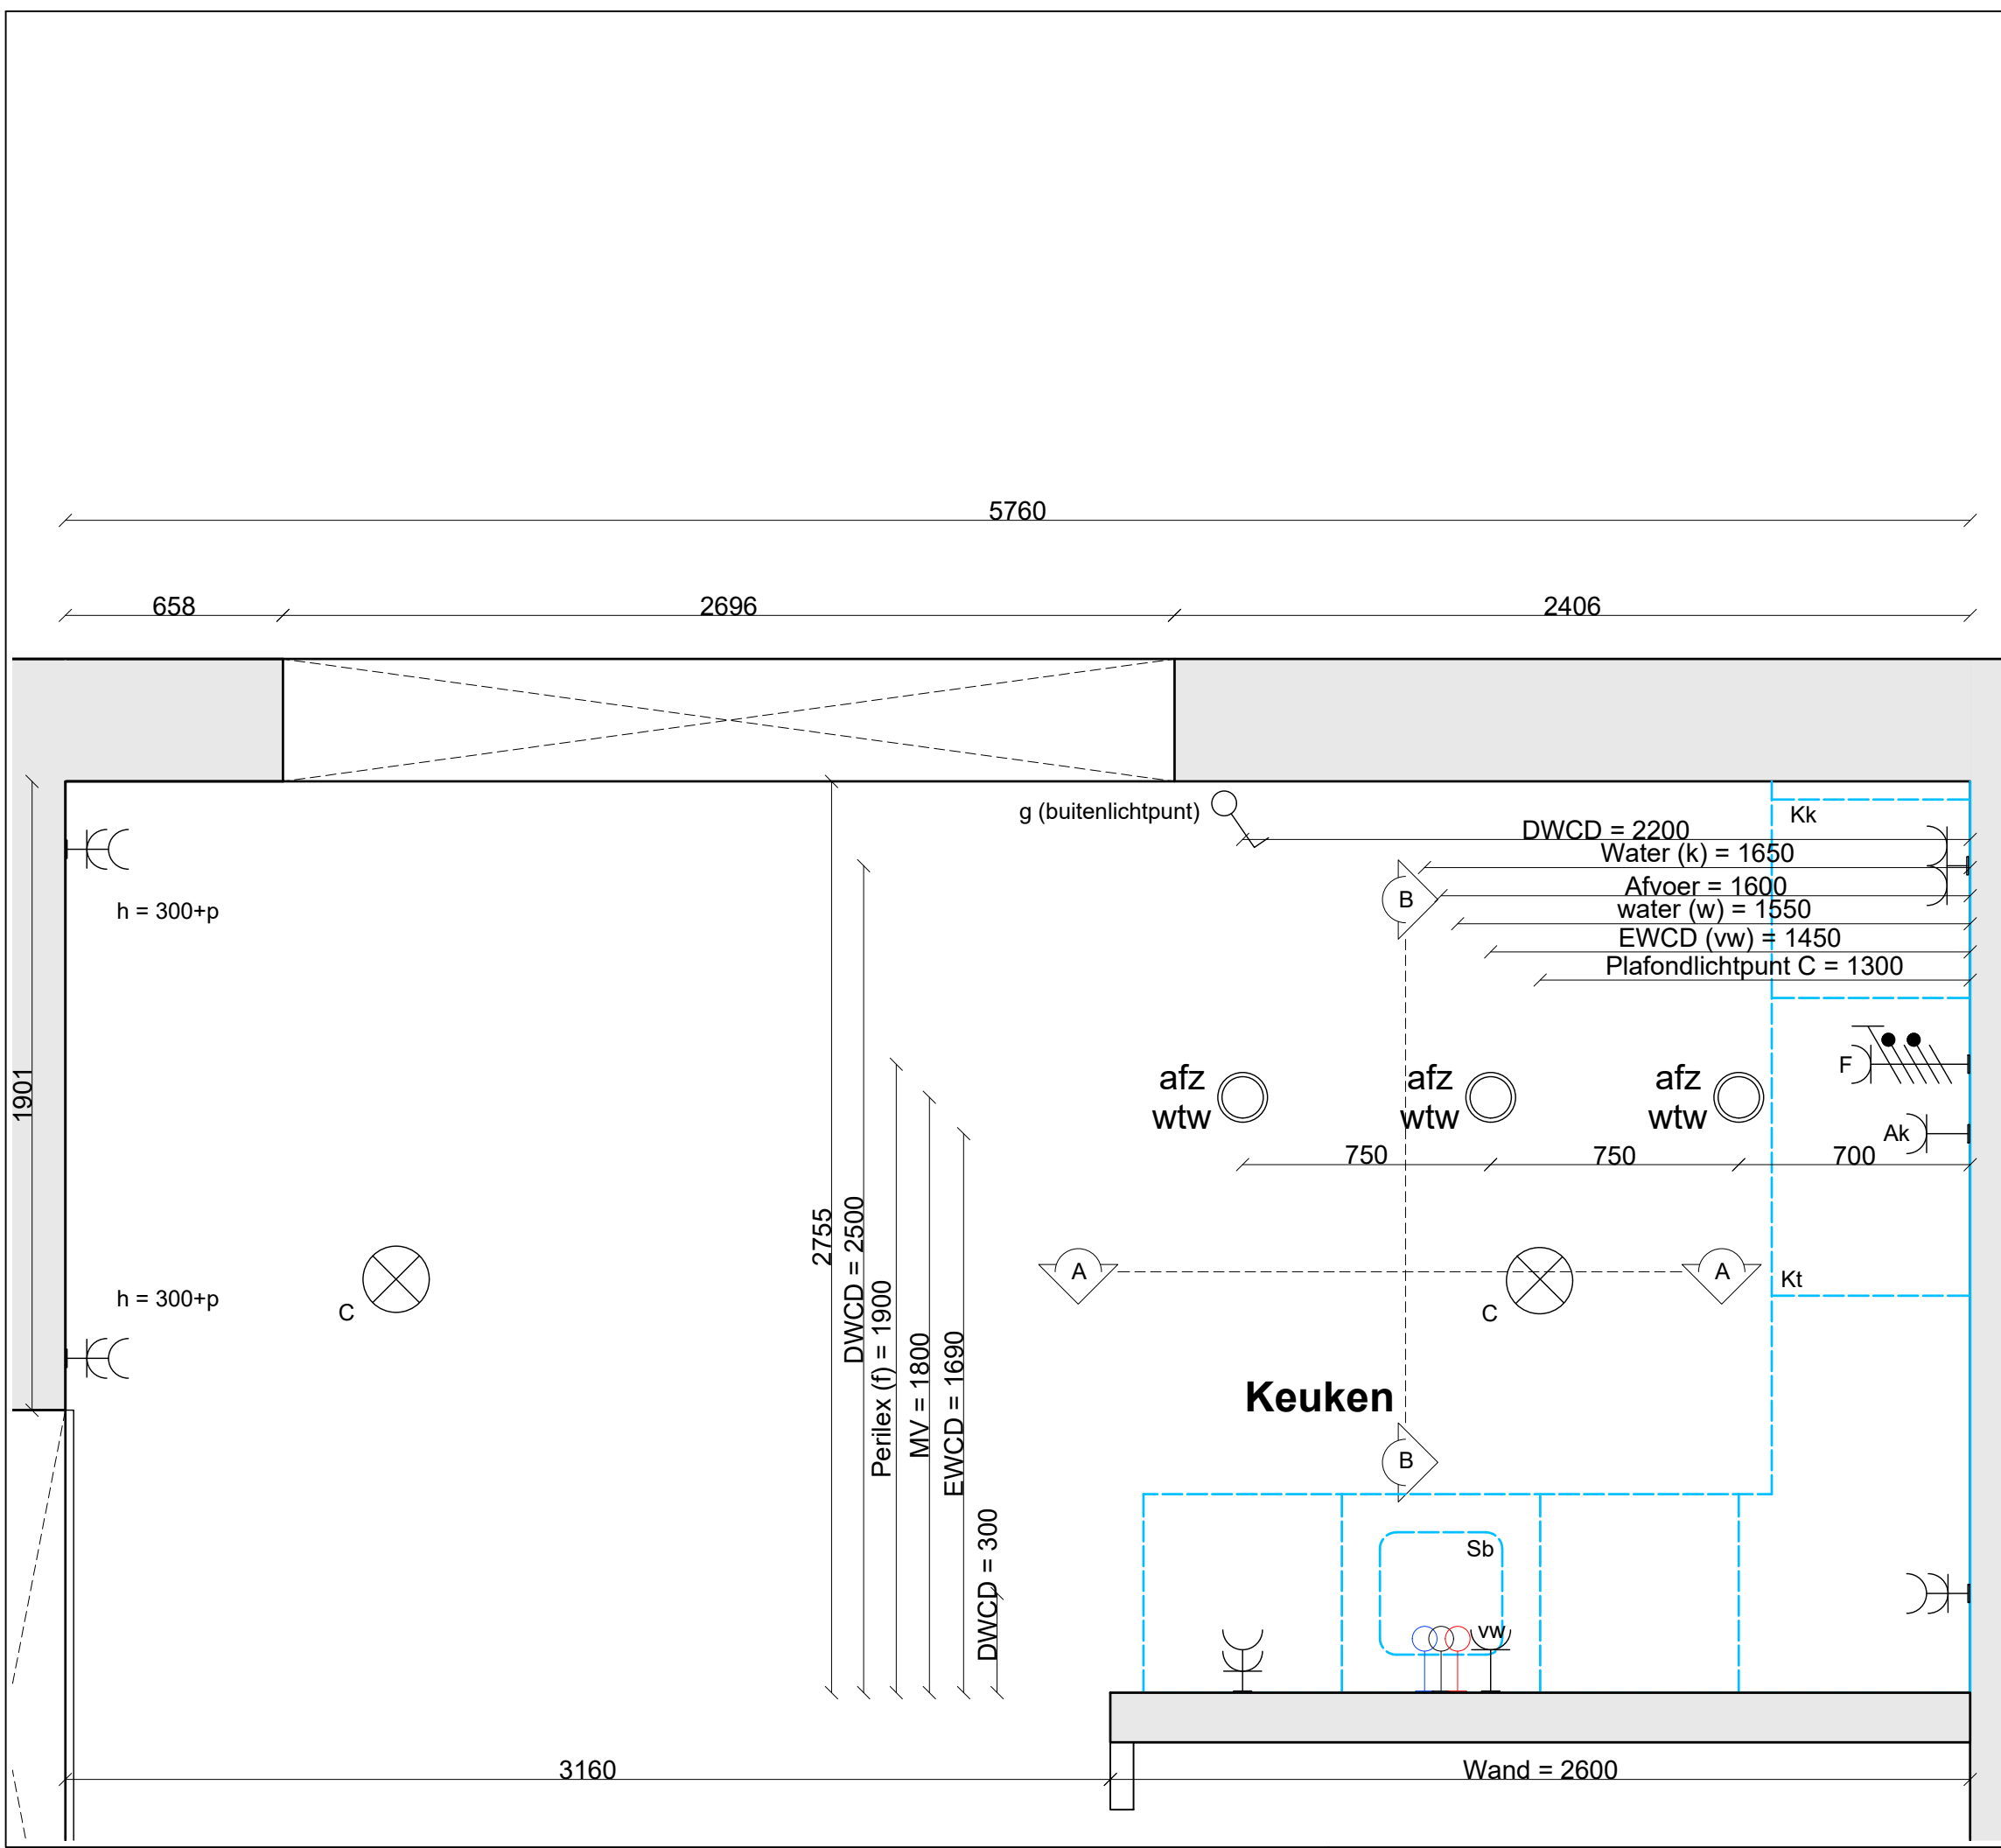 5760
658
2696
2406
g (buitenlichtpunt)
Kk
DWCD = 2200
Water (k) = 1650
Afvoer = 1600
water (w) = 1550
EWCD (vw) = 1450
Plafondlichtpunt C = 1300
B
h = 300+p
1901
afz
wtw
afz
wtw
afz
wtw
F
Ak
750
750
700
2755
DWCD = 2500
Perilex (f) = 1900
MV = 1800
EWCD = 1690
DWCD = 300
A
A
Kt
h = 300+p
C
C
Keuken
B
Sb
vw
3160
Wand = 2600